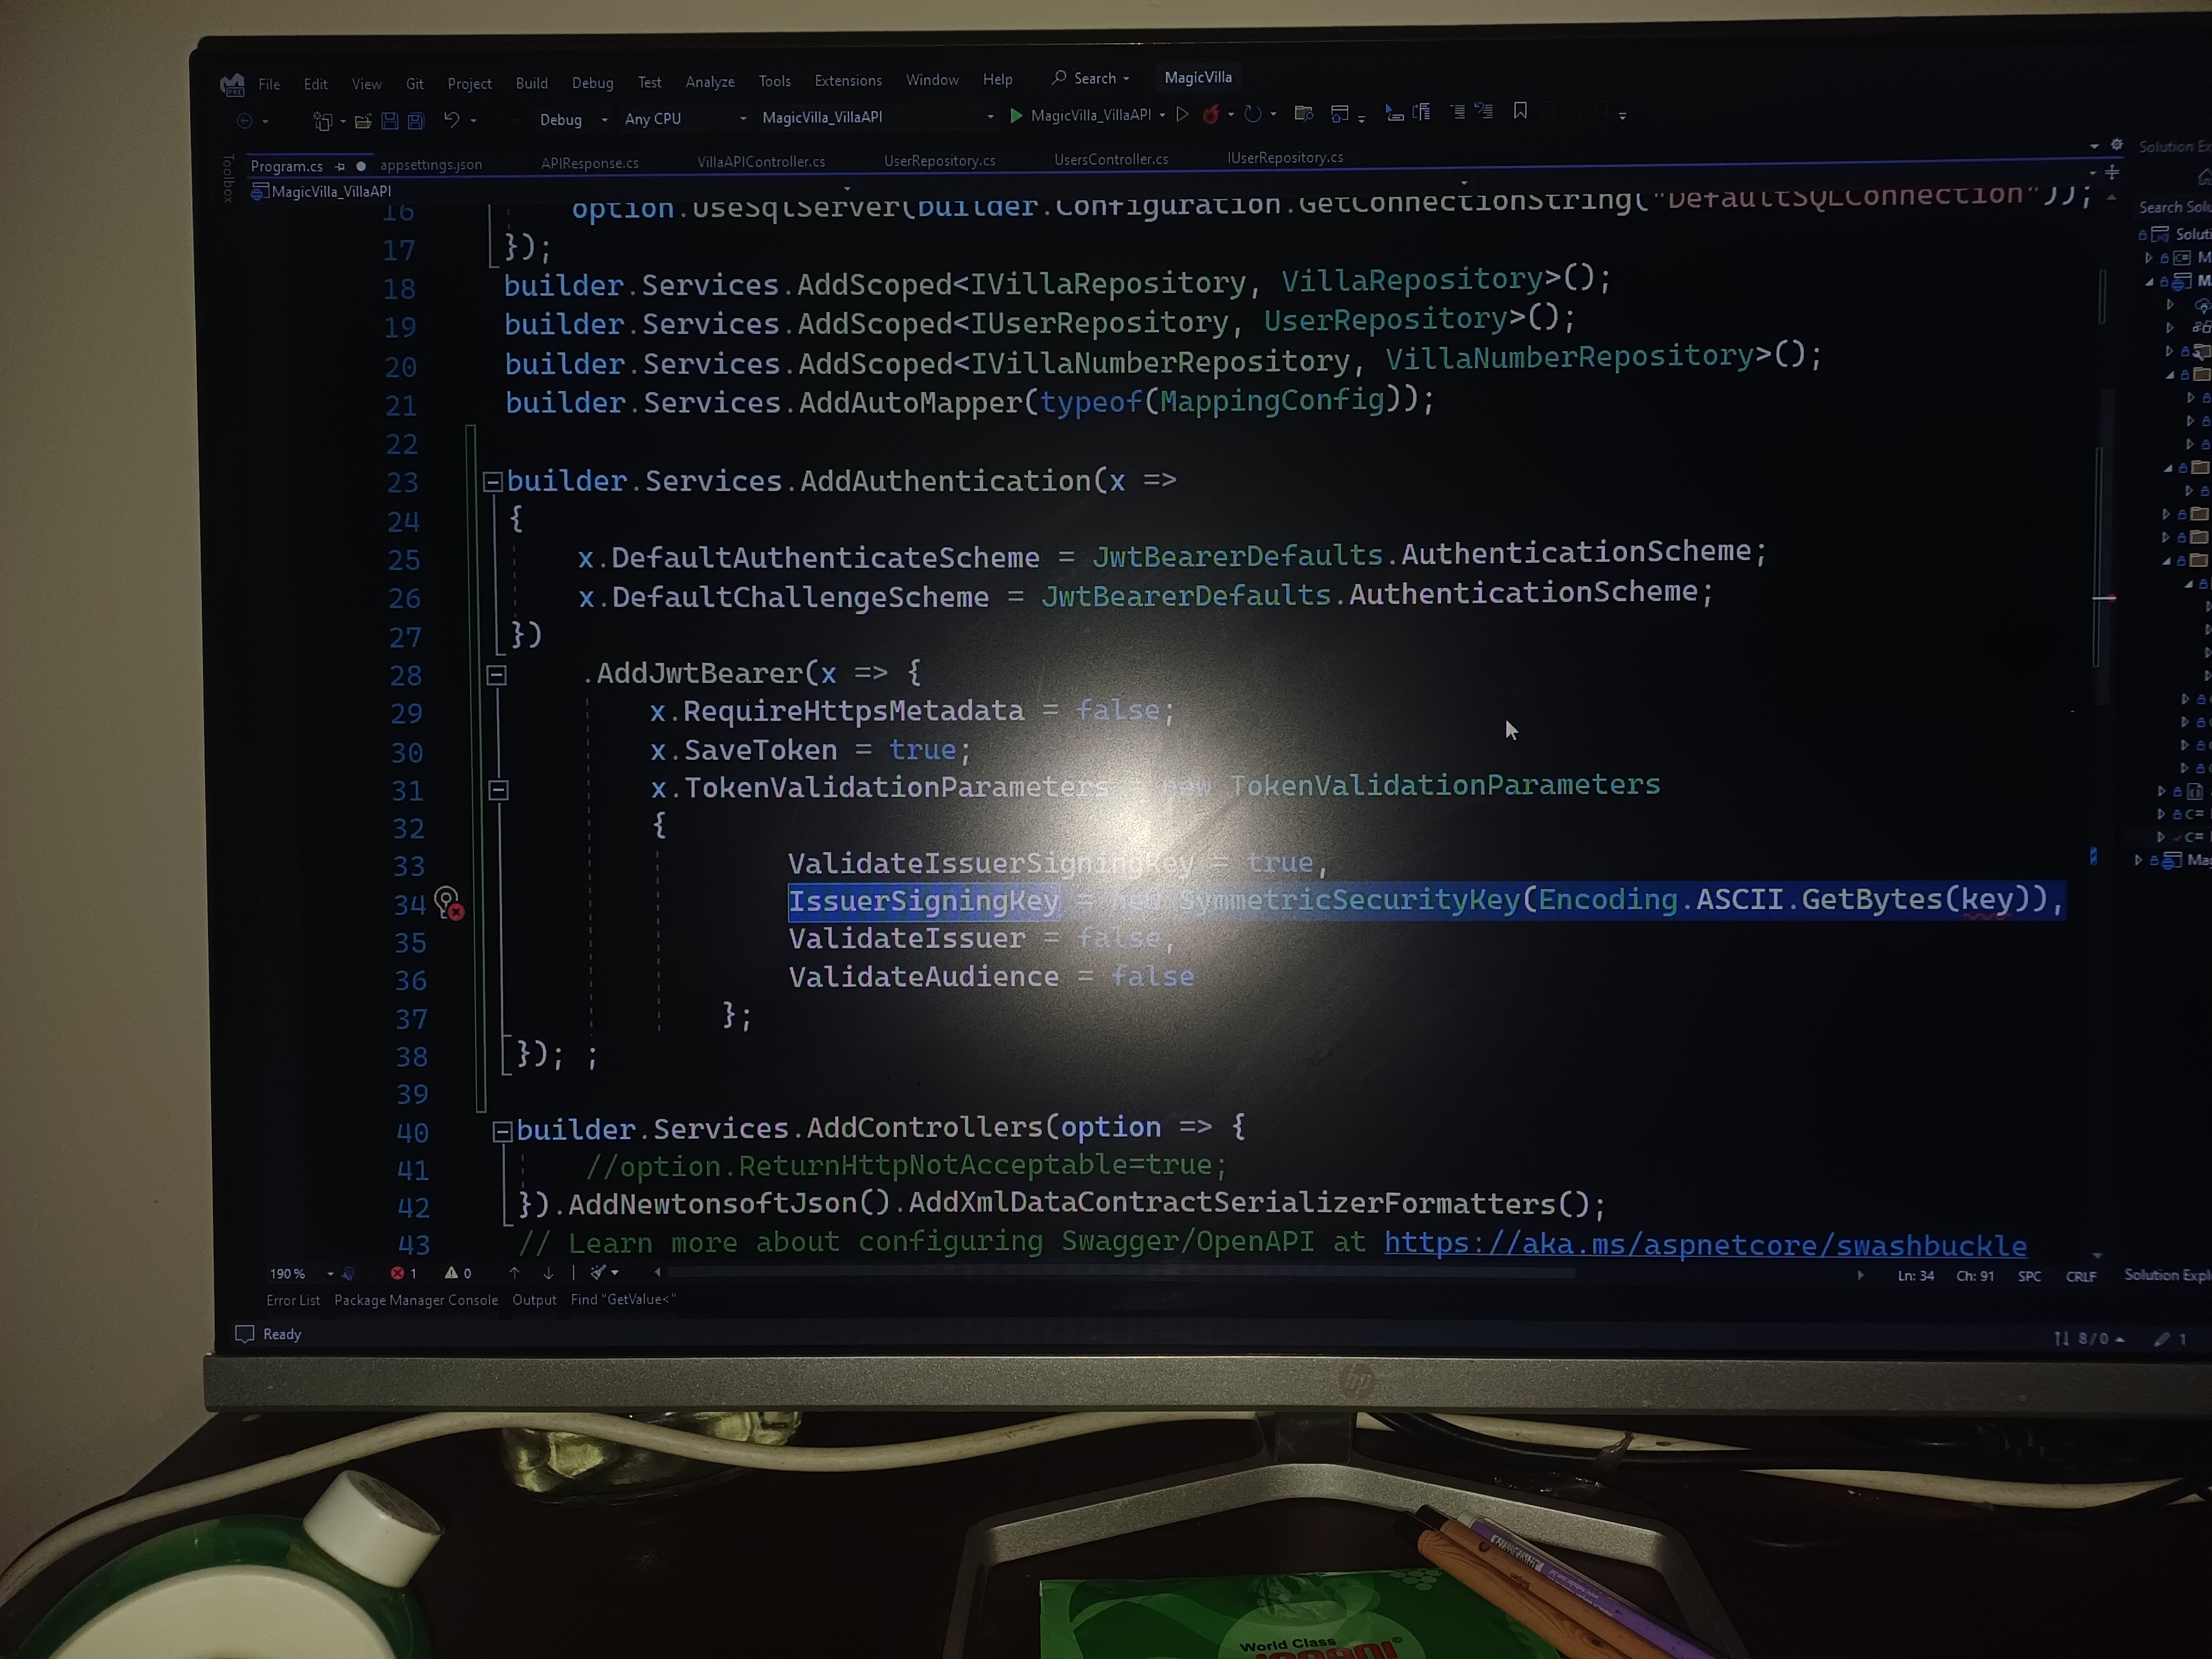 File Edit View Git Project Build Debug Test Analyze Tools Extensions Window Help Search MagicVilla
Debug Any CPU MagicVilla_VillaAPI MagicVilla_VillaAPI
Toolbox
Program.cs appsettings.json APIResponse.cs VillaAPIController.cs UserRepository.cs UsersController.cs IUserRepository.cs
MagicVilla_VillaAPI
Search
16 option.UseSqlServer(builder.Configuration.GetConnectionString("DefaultSQLConnection"));
17 });
18 builder.Services.AddScoped<IVillaRepository, VillaRepository>();
19 builder.Services.AddScoped<IUserRepository, UserRepository>();
20 builder.Services.AddScoped<IVillaNumberRepository, VillaNumberRepository>();
21 builder.Services.AddAutoMapper(typeof(MappingConfig));
22
23 builder.Services.AddAuthentication(x =>
24 {
25 x.DefaultAuthenticateScheme = JwtBearerDefaults.AuthenticationScheme;
26 x.DefaultChallengeScheme = JwtBearerDefaults.AuthenticationScheme;
27 })
28 .AddJwtBearer(x => {
29 x.RequireHttpsMetadata = false;
30 x.SaveToken = true;
31 x.TokenValidationParameters = new TokenValidationParameters
32 {
33 ValidateIssuerSigningKey = true,
34 IssuerSigningKey = new SymmetricSecurityKey(Encoding.ASCII.GetBytes(key)),
35 ValidateIssuer = false,
36 ValidateAudience = false
37 };
38 }); ;
39
40 builder.Services.AddControllers(option => {
41 //option.ReturnHttpNotAcceptable=true;
42 }).AddNewtonsoftJson().AddXmlDataContractSerializerFormatters();
43 // Learn more about configuring Swagger/OpenAPI at https://aka.ms/aspnetcore/swashbuckle
190 % 1 0 Ln: 34 Ch: 91 SPC CRLF Solution
Error List Package Manager Console Output Find "GetValue<"
Ready 8/0 1
hp
World Class